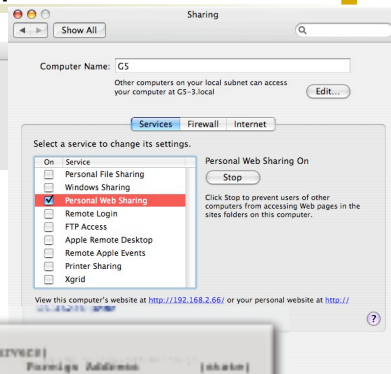 Sharing
Show All
Computer Name: G5
Other computers on your local subnet can access
your computer at G5-3.local
Edit...
Services Firewall Internet
Select a service to change its settings.
On Service
Personal File Sharing
Windows Sharing
Personal Web Sharing
Remote Login
FTP Access
Apple Remote Desktop
Apple Remote Events
Printer Sharing
Xgrid
Personal Web Sharing On
Stop
Click Stop to prevent users of other
computers from accessing Web pages in the
sites folders on this computer.
View this computer's website at http://192.168.2.66/ or your personal website at http://
?
Foreign Address (state)